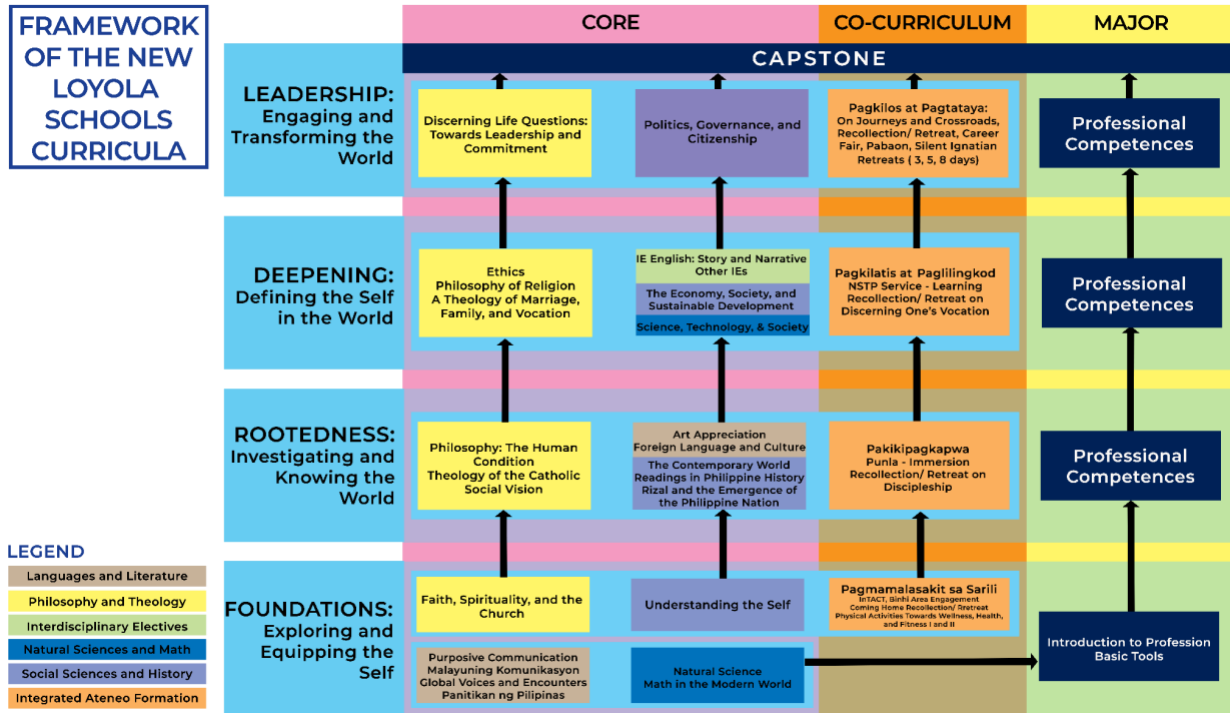 FRAMEWORK
OF THE NEW
LOYOLA
SCHOOLS
CURRICULA
CORE
CO-CURRICULUM
MAJOR
CAPSTONE
LEADERSHIP:
Engaging and
Transforming the
World
Discerning Life Questions:
Towards Leadership and
Commitment
Politics, Governance, and
Citizenship
Pagkilos at Pagtataya:
On Journeys and Crossroads,
Recollection/ Retreat, Career
Fair, Pabaon, Silent Ignatian
Retreats ( 3, 5, 8 days)
Professional
Competences
DEEPENING:
Defining the Self
in the World
Ethics
Philosophy of Religion
A Theology of Marriage,
Family, and Vocation
IE English: Story and Narrative
Other IEs
The Economy, Society, and
Sustainable Development
Science, Technology, & Society
Pagkilatis at Paglilingkod
NSTP Service - Learning
Recollection/ Retreat on
Discerning One's Vocation
Professional
Competences
ROOTEDNESS:
Investigating and
Knowing the
World
Philosophy: The Human
Condition
Theology of the Catholic
Social Vision
Art Appreciation
Foreign Language and Culture
The Contemporary World
Readings in Philippine History
Rizal and the Emergence of
the Philippine Nation
Pakikipagkapwa
Punla - Immersion
Recollection/ Retreat on
Discipleship
Professional
Competences
FOUNDATIONS:
Exploring and
Equipping the
Self
Faith, Spirituality, and the
Church
Understanding the Self
Pagmamalasakit sa Sarili
InTACT, Binhi Area Engagement
Coming Home Recollection/ Rretreat
Physical Activities Towards Wellness, Health,
and Fitness I and II
Purposive Communication
Malayuning Komunikasyon
Global Voices and Encounters
Panitikan ng Pilipinas
Natural Science
Math in the Modern World
Introduction to Profession
Basic Tools
LEGEND
Languages and Literature
Philosophy and Theology
Interdisciplinary Electives
Natural Sciences and Math
Social Sciences and History
Integrated Ateneo Formation